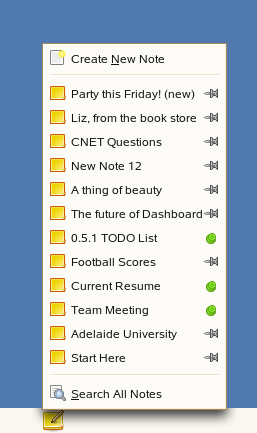 Create New Note
Party this Friday! (new)
Liz, from the book store
CNET Questions
New Note 12
A thing of beauty
The future of Dashboard
0.5.1 TODO List
Football Scores
Current Resume
Team Meeting
Adelaide University
Start Here
Search All Notes